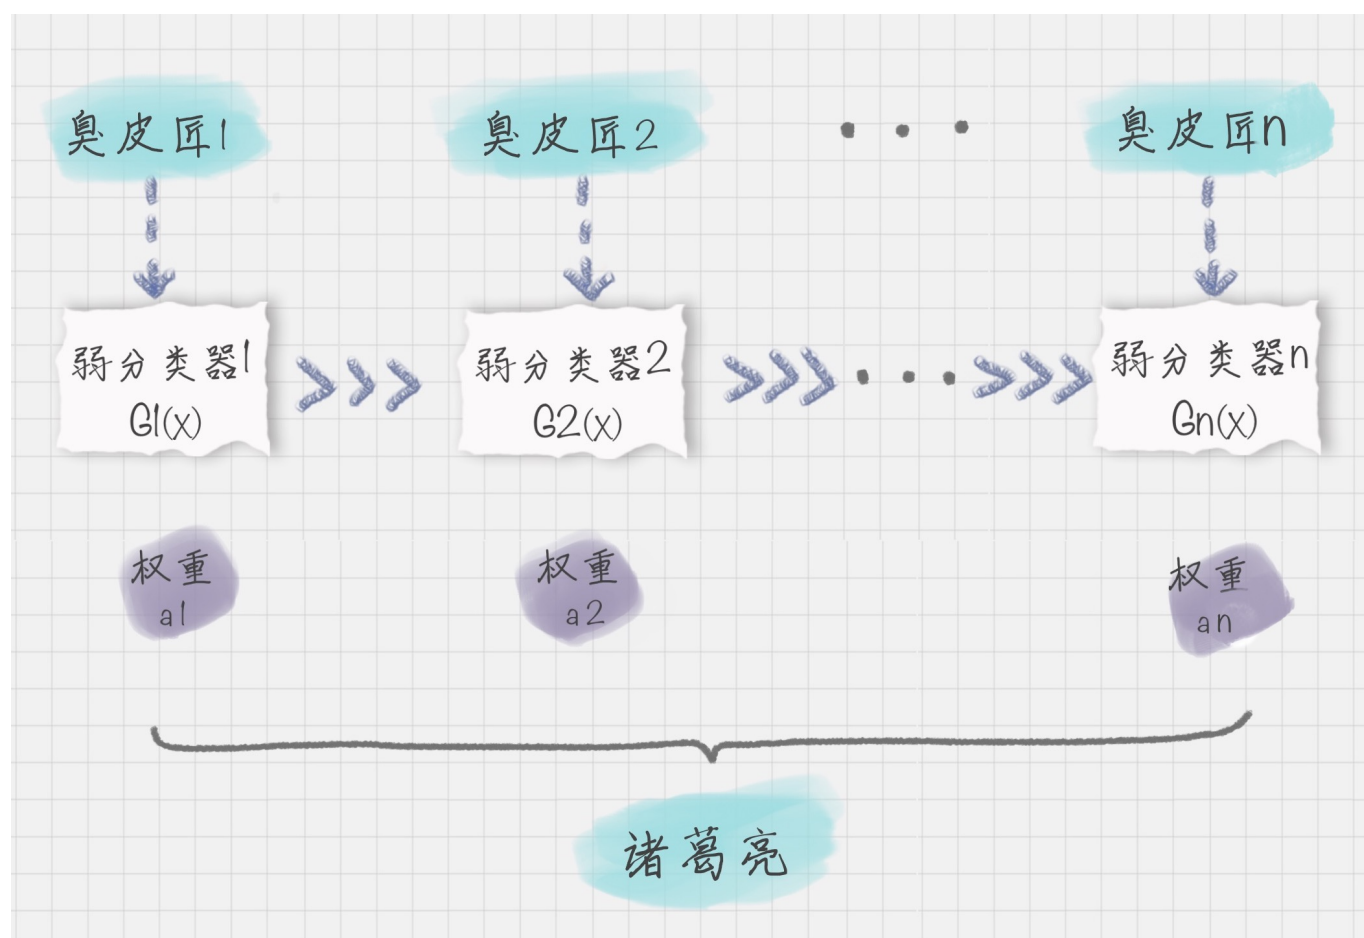 臭皮匠1
臭皮匠2
臭皮匠n
弱分类器1
G1(x)
弱分类器2
G2(x)
弱分类器n
Gn(x)
权重
a1
权重
a2
权重
an
诸葛亮